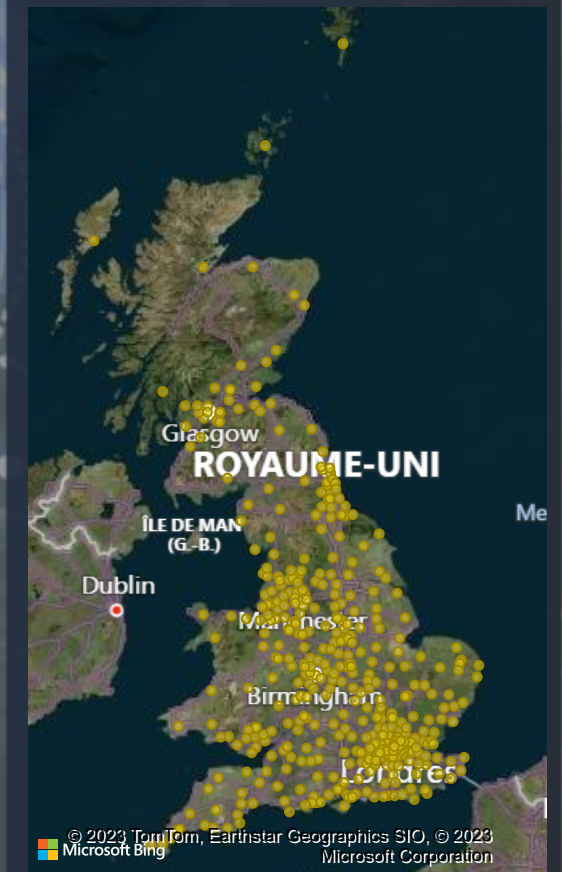 Glasgow
ROYAUME-UNI
Me
ÎLE DE MAN
(G.-B.)
Dublin
Manchester
Birmingham
Londres
© 2023 TomTom, Earthstar Geographics SIO, © 2023
Microsoft Bing
Microsoft Corporation